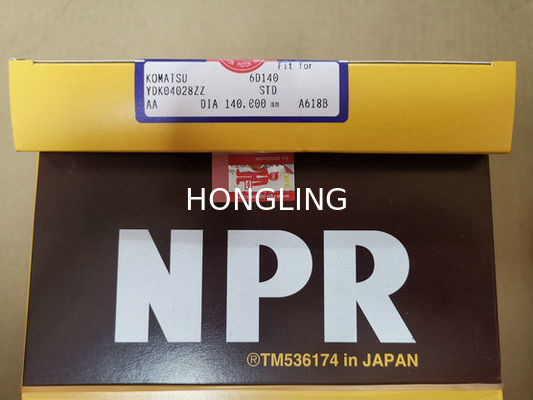 Fit for
KOMATSU 6D140
YDK04028ZZ STD
AA DIA 140.000 mm A618B
HONGLING
NPR
®TM536174 in JAPAN